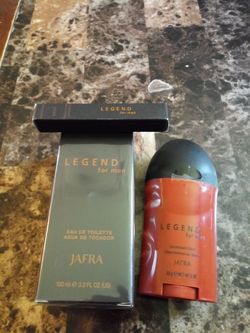 LEGEND
for men
LEGEND
for men
EAU DE TOILETTE
AGUA DE TOCADOR
JAFRA
100 ml ℮ 3.3 FL. OZ. (US)
LEGEND
for men
JAFRA